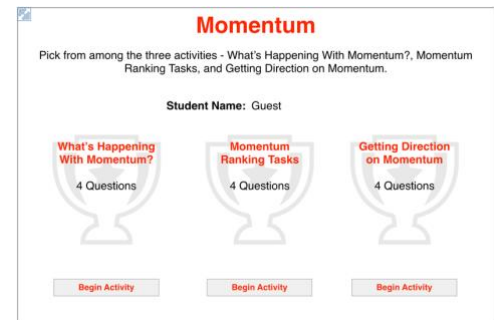 Momentum
Pick from among the three activities - What's Happening With Momentum?, Momentum
Ranking Tasks, and Getting Direction on Momentum.
Student Name: Guest
What's Happening
With Momentum?
4 Questions
Begin Activity
Momentum
Ranking Tasks
4 Questions
Begin Activity
Getting Direction
on Momentum
4 Questions
Begin Activity